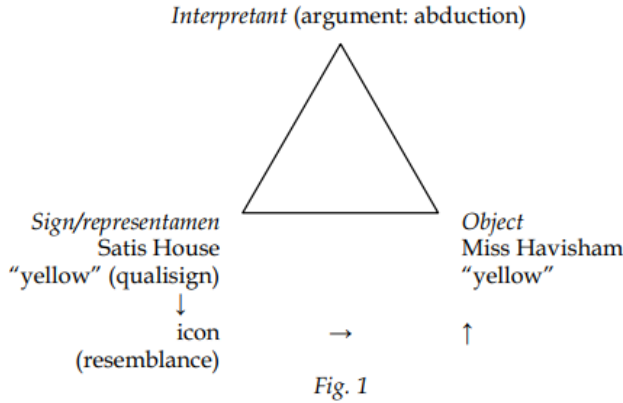 Interpretant (argument: abduction)
Sign/representamen
Satis House
“yellow” (qualisign)
↓
icon
(resemblance)
→
Object
Miss Havisham
“yellow”
↑
Fig. 1